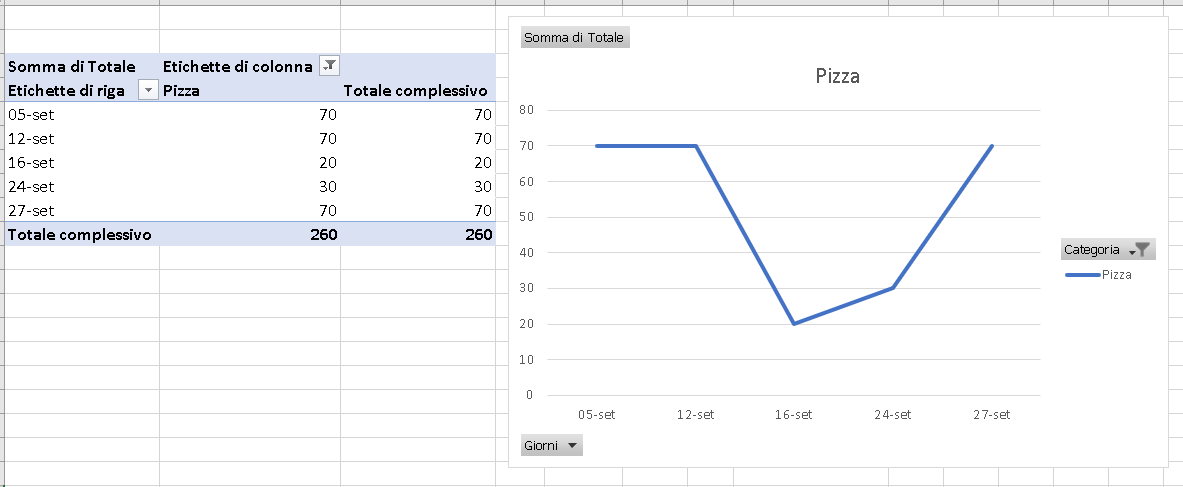 Somma di Totale Etichette di colonna
Etichette di riga Pizza Totale complessivo
05-set 70 70
12-set 70 70
16-set 20 20
24-set 30 30
27-set 70 70
Totale complessivo 260 260
Somma di Totale
Pizza
80
70
60
50
40
30
20
10
0
05-set 12-set 16-set 24-set 27-set
Categoria
Pizza
Giorni